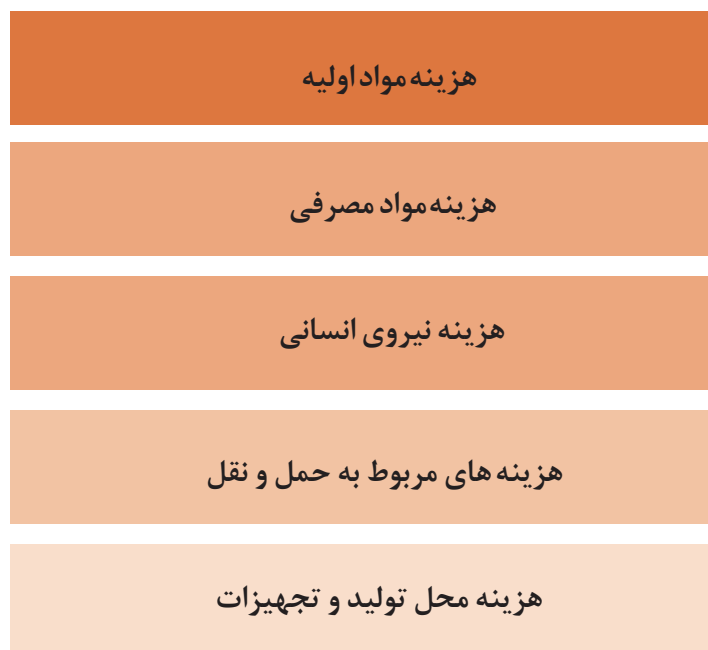 هزینه مواد اولیه
هزینه مواد مصرفی
هزینه نیروی انسانی
هزینه های مربوط به حمل و نقل
هزینه محل تولید و تجهیزات